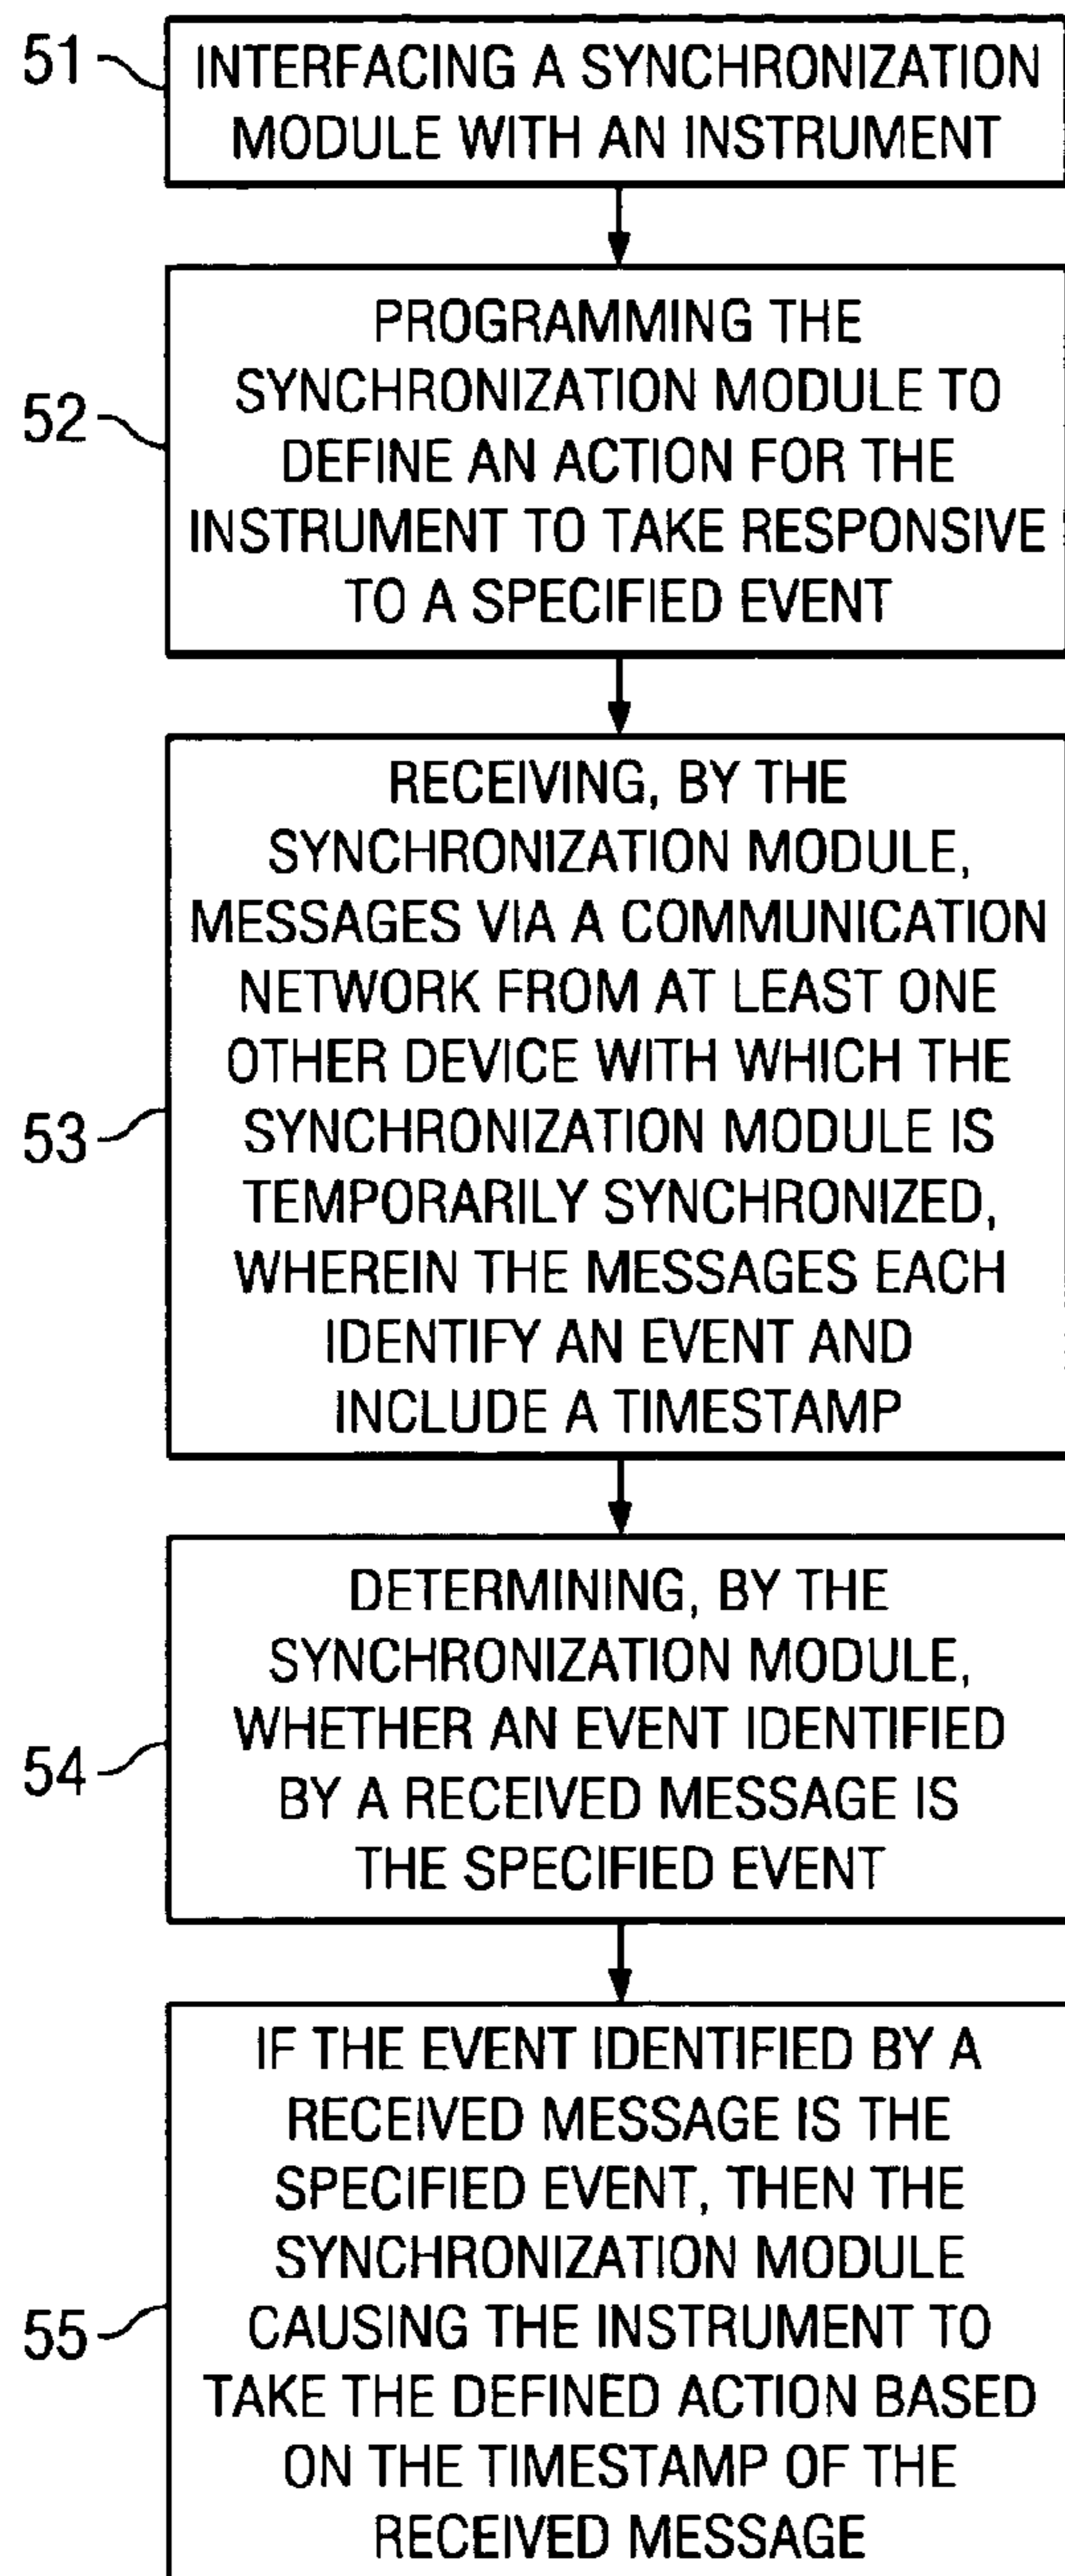 51
INTERFACING A SYNCHRONIZATION
MODULE WITH AN INSTRUMENT
52
PROGRAMMING THE
SYNCHRONIZATION MODULE TO
DEFINE AN ACTION FOR THE
INSTRUMENT TO TAKE RESPONSIVE
TO A SPECIFIED EVENT
53
RECEIVING, BY THE
SYNCHRONIZATION MODULE,
MESSAGES VIA A COMMUNICATION
NETWORK FROM AT LEAST ONE
OTHER DEVICE WITH WHICH THE
SYNCHRONIZATION MODULE IS
TEMPORARILY SYNCHRONIZED,
WHEREIN THE MESSAGES EACH
IDENTIFY AN EVENT AND
INCLUDE A TIMESTAMP
54
DETERMINING, BY THE
SYNCHRONIZATION MODULE,
WHETHER AN EVENT IDENTIFIED
BY A RECEIVED MESSAGE IS
THE SPECIFIED EVENT
55
IF THE EVENT IDENTIFIED BY A
RECEIVED MESSAGE IS THE
SPECIFIED EVENT, THEN THE
SYNCHRONIZATION MODULE
CAUSING THE INSTRUMENT TO
TAKE THE DEFINED ACTION BASED
ON THE TIMESTAMP OF THE
RECEIVED MESSAGE